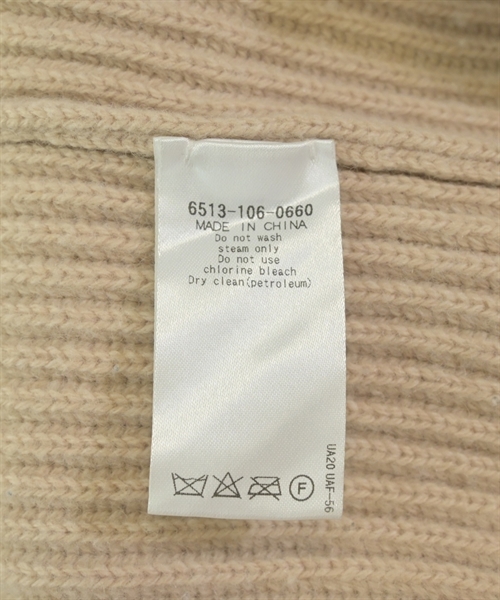 6513-106-0660
MADE IN CHINA
Do not wash
steam only
Do not use
chlorine bleach
Dry clean(petroleum)
F
UA20 UAF-56